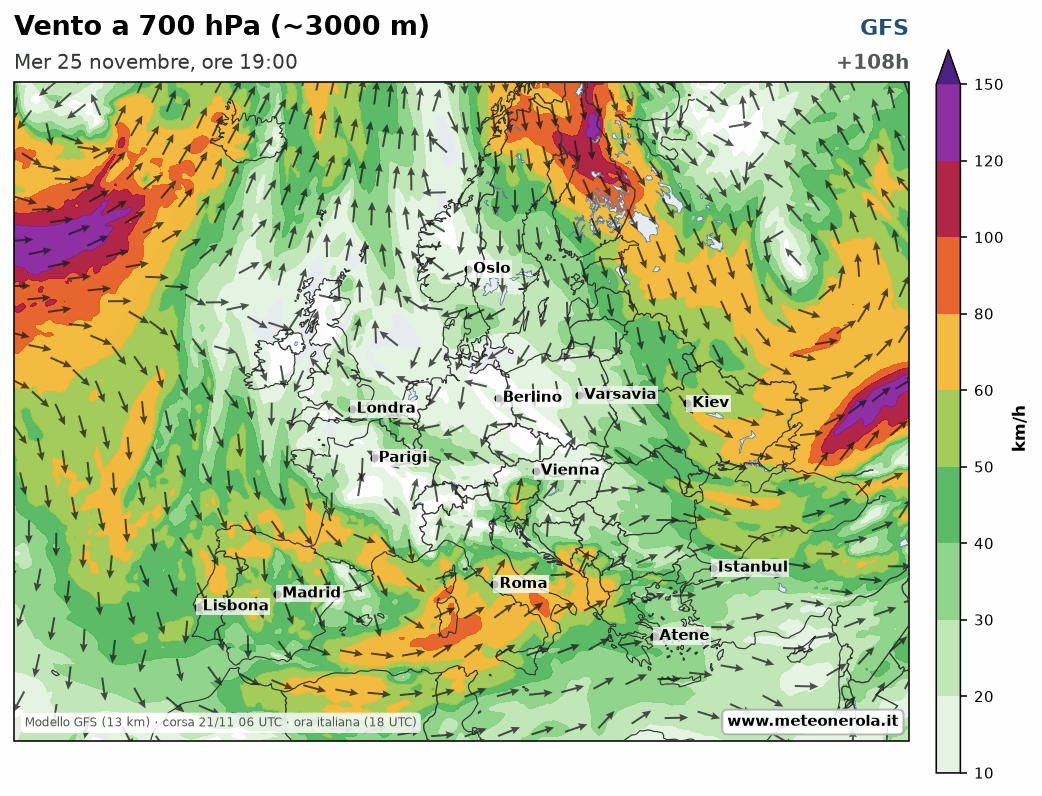 Vento a 700 hPa (~3000 m)
GFS
Mer 25 novembre, ore 19:00
+108h
150
120
100
80
60
50
40
30
20
10
km/h
Oslo
Berlino
Varsavia
Kiev
Londra
Parigi
Vienna
Istanbul
Roma
Madrid
Lisbona
Atene
Modello GFS (13 km) · corsa 21/11 06 UTC · ora italiana (18 UTC)
www.meteonerola.it